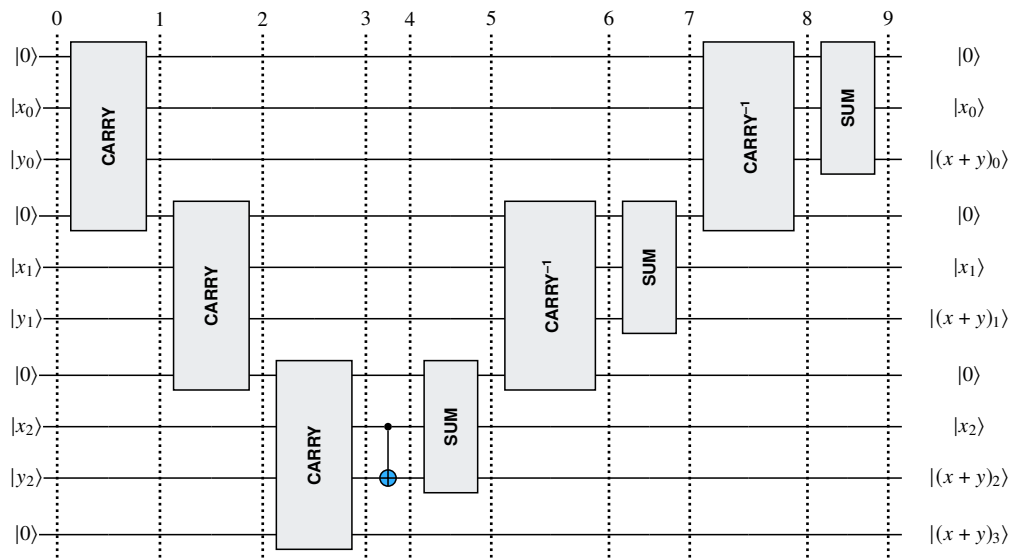 0 1 2 3 4 5 6 7 8 9
|0⟩ |0⟩
|x₀⟩ |x₀⟩
|y₀⟩ |(x + y)₀⟩
|0⟩ |0⟩
|x₁⟩ |x₁⟩
|y₁⟩ |(x + y)₁⟩
|0⟩ |0⟩
|x₂⟩ |x₂⟩
|y₂⟩ |(x + y)₂⟩
|0⟩ |(x + y)₃⟩
CARRY
CARRY
CARRY
SUM
CARRY⁻¹
SUM
CARRY⁻¹
SUM